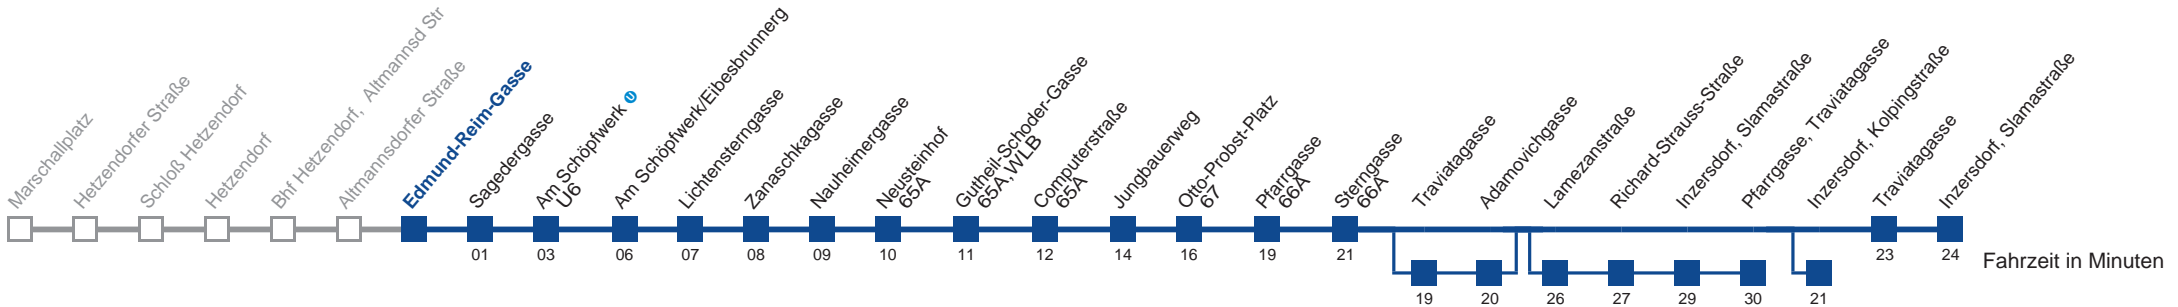 Marschallplatz
Hetzendorfer Straße
Schloß Hetzendorf
Hetzendorf
Bhf Hetzendorf, Altmannsd Str
Altmannsdorfer Straße
Edmund-Reim-Gasse
Sagedergasse
Am Schöpfwerk U
U6
Am Schöpfwerk/Eibesbrunnerg
Lichtensterngasse
Zanaschkagasse
Nauheimergasse
Neusteinhof
65A
Gutheil-Schoder-Gasse
65A, WLB
Computerstraße
65A
Jungbauerweg
Otto-Probst-Platz
67
Pfarrgasse
66A
Sterngasse
66A
Traviatagasse
Adamovichgasse
Lamezanstraße
Richard-Strauss-Straße
Inzersdorf, Slamastraße
Pfarrgasse, Traviatagasse
Inzersdorf, Kolpingstraße
Traviatagasse
Inzersdorf, Slamastraße
01 03 06 07 08 09 10 11 12 14 16 19 21 23 24
Fahrzeit in Minuten
19 20 26 27 29 30 21